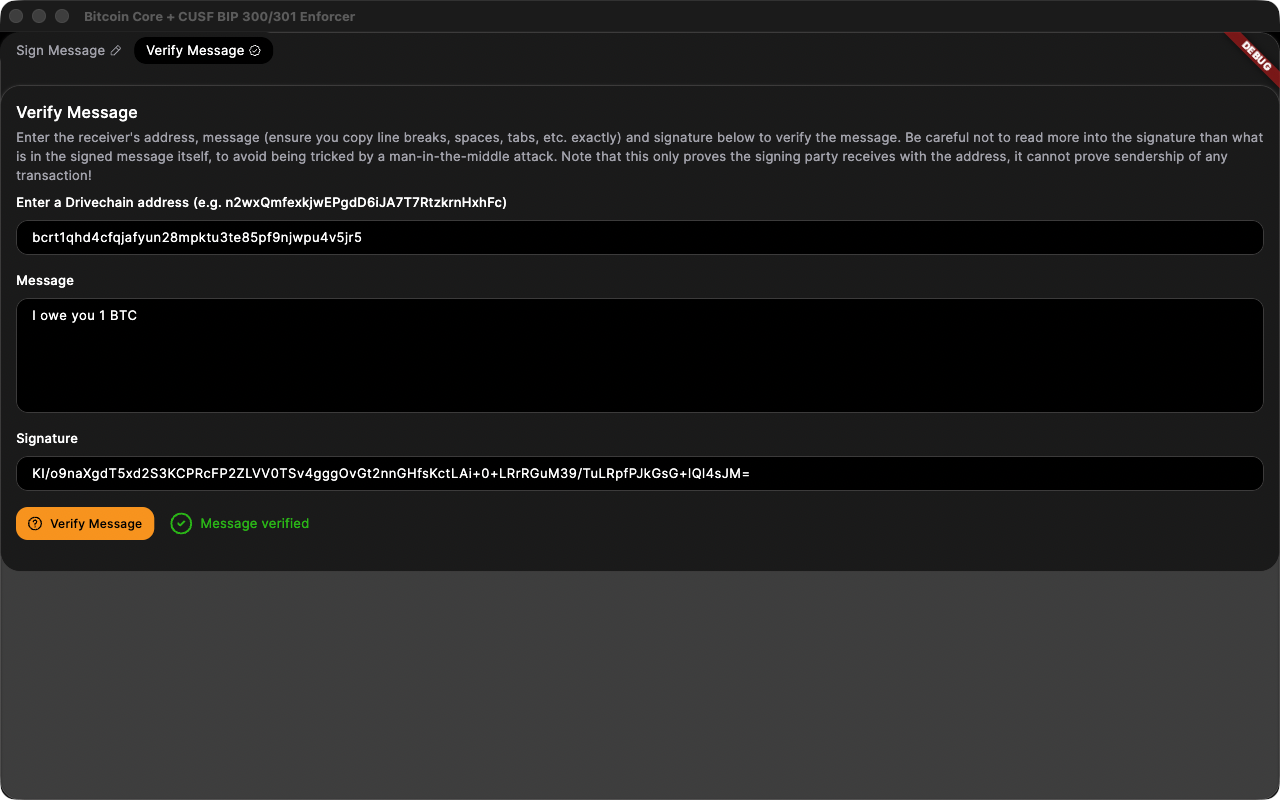 Bitcoin Core + CUSF BIP 300/301 Enforcer
Sign Message
Verify Message
DEBUG
Verify Message
Enter the receiver's address, message (ensure you copy line breaks, spaces, tabs, etc. exactly) and signature below to verify the message. Be careful not to read more into the signature than what
is in the signed message itself, to avoid being tricked by a man-in-the-middle attack. Note that this only proves the signing party receives with the address, it cannot prove sendership of any
transaction!
Enter a Drivechain address (e.g. n2wxQmfexkjwEPgdD6iJA7T7RtzkrnHxhFc)
bcrt1qhd4cfqjafyun28mpktu3te85pf9njwpu4v5jr5
Message
I owe you 1 BTC
Signature
KI/o9naXgdT5xd2S3KCPRcFP2ZLVV0TSv4gggOvGt2nnGHfsKctLAi+0+LRrRGuM39/TuLRpfPJkGsG+IQI4sJM=
Verify Message
Message verified